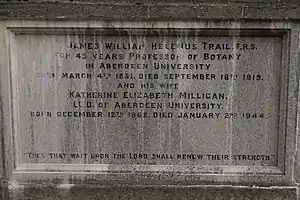 JAMES WILLIAM HELENUS TRAIL, F.R.S.
FOR 43 YEARS PROFESSOR OF BOTANY
IN ABERDEEN UNIVERSITY
BORN MARCH 4TH 1851. DIED SEPTEMBER 18TH 1919.
AND HIS WIFE
KATHERINE ELIZABETH MILLIGAN,
LL.D. OF ABERDEEN UNIVERSITY.
BORN DECEMBER 12TH 1862. DIED JANUARY 2ND 1944.
"THEY THAT WAIT UPON THE LORD SHALL RENEW THEIR STRENGTH."